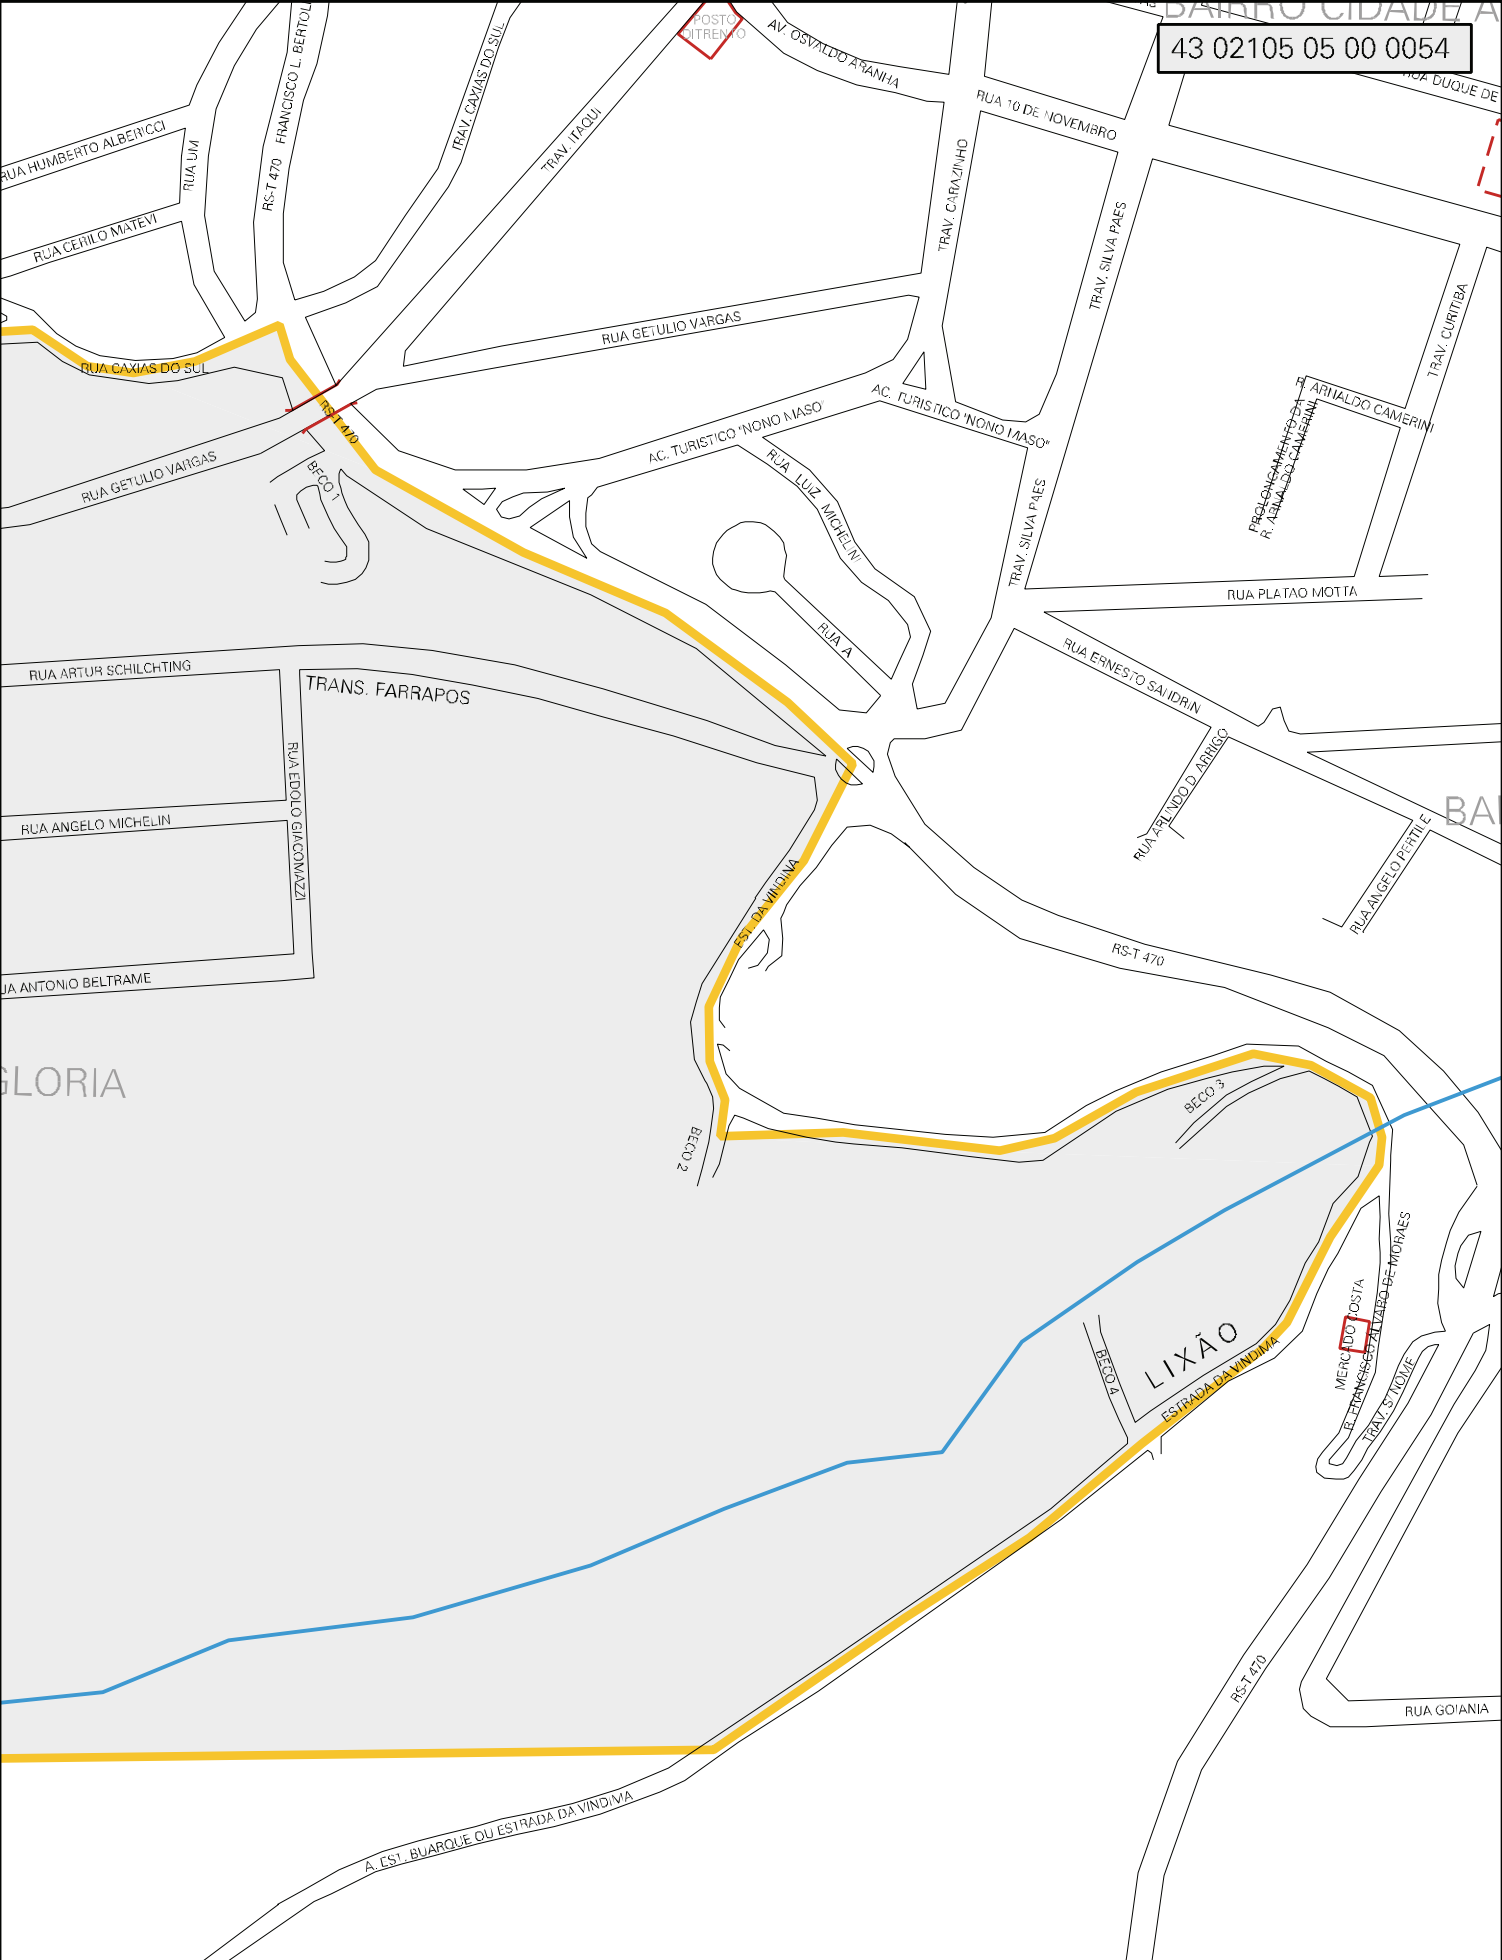 BAIRRO CIDADE A
43 02105 05 00 0054
POSTO
DITRENTO
AV. OSVALDO ARANHA
RUA DUQUE DE
RUA 10 DE NOVEMBRO
FRANCISCO L. BERTOL
RS-T 470
TRAV. CAXIAS DO SUL
TRAV. ITAQUI
RUA HUMBERTO ALBERICCI
RUA UM
RUA CERILO MATEVI
TRAV. CARAZINHO
TRAV. SILVA PAES
TRAV. CURITIBA
RUA GETULIO VARGAS
RUA CAXIAS DO SUL
RS-T 470
R. ARNALDO CAMERINI
PROLONGAMENTO DA
R. ARNALDO CAMERINI
AC. TURISTICO "NONO MASO"
AC. TURISTICO "NONO MASO"
RUA GETULIO VARGAS
BECO 1
RUA LUIZ MICHELINI
TRAV. SILVA PAES
RUA PLATAO MOTTA
RUA A
RUA ERNESTO SANDRIN
RUA ARTUR SCHILCHTING
TRANS. FARRAPOS
RUA EDOLO GIACOMAZZI
RUA ARLINDO D ARRIGO
BAI
RUA ANGELO MICHELIN
RUA ANGELO PERTILE
EST. DA VINDINA
RS-T 470
UA ANTONIO BELTRAME
GLORIA
BECO 3
BECO 2
MERCADO COSTA
R. FRANCISCO ALVARO DE MORAES
LIXÃO
BECO 4
ESTRADA DA VINDIMA
TRAV. S/ NOME
RS-T 470
RUA GOIANIA
A. EST. BUARQUE OU ESTRADA DA VINDIMA